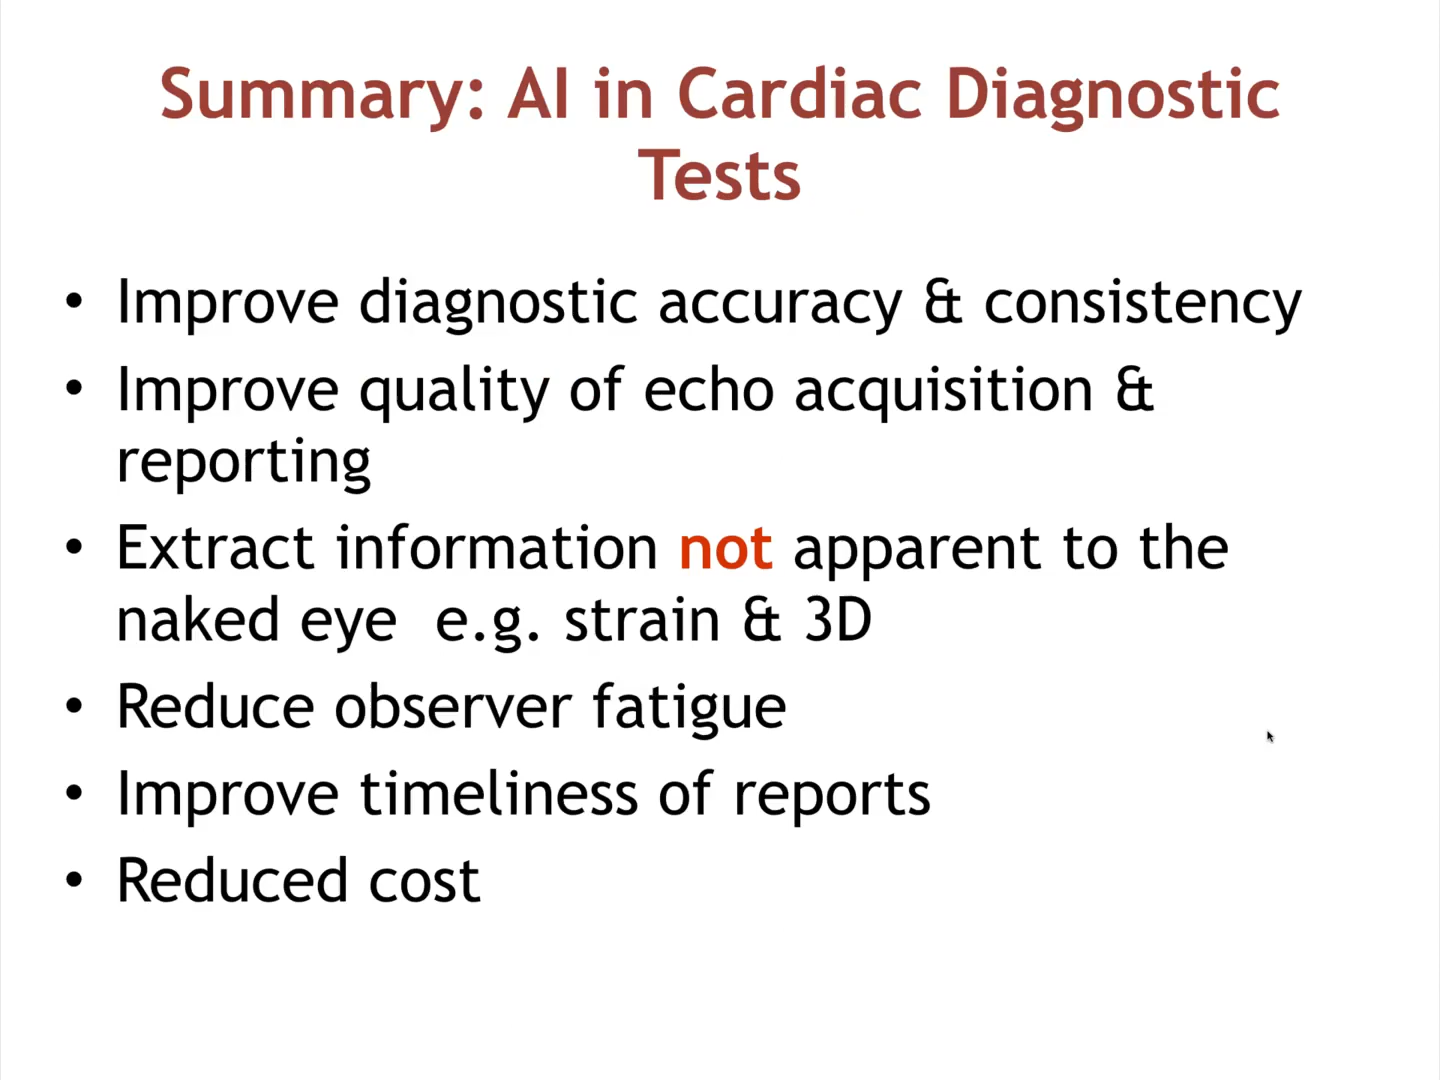 Summary: AI in Cardiac Diagnostic
Tests
• Improve diagnostic accuracy & consistency
• Improve quality of echo acquisition &
reporting
• Extract information not apparent to the
naked eye  e.g. strain & 3D
• Reduce observer fatigue
• Improve timeliness of reports
• Reduced cost